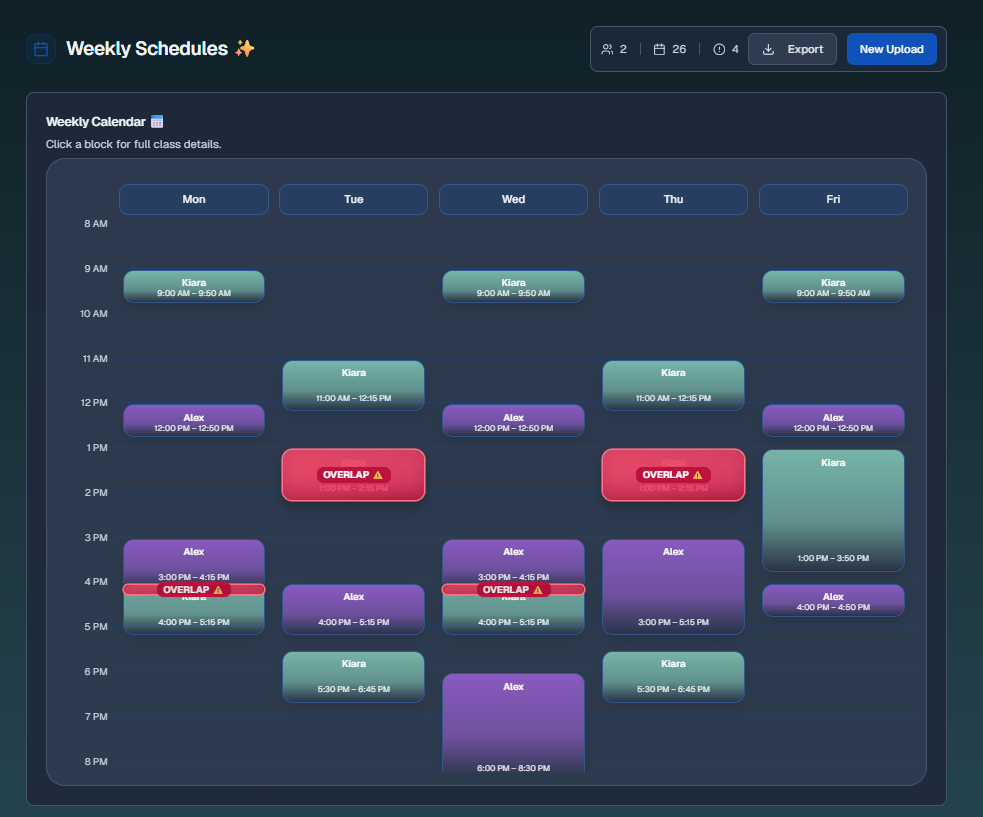 Weekly Schedules ✨
2
26
4
Export
New Upload
Weekly Calendar 📅
Click a block for full class details.
Mon
Tue
Wed
Thu
Fri
8 AM
9 AM
Kiara
9:00 AM – 9:50 AM
Kiara
9:00 AM – 9:50 AM
Kiara
9:00 AM – 9:50 AM
10 AM
11 AM
Kiara
11:00 AM – 12:15 PM
Kiara
11:00 AM – 12:15 PM
12 PM
Alex
12:00 PM – 12:50 PM
Alex
12:00 PM – 12:50 PM
Alex
12:00 PM – 12:50 PM
1 PM
OVERLAP ⚠️
1:00 PM – 2:15 PM
OVERLAP ⚠️
1:00 PM – 2:15 PM
Kiara
1:00 PM – 3:50 PM
2 PM
3 PM
Alex
3:00 PM – 4:15 PM
Alex
3:00 PM – 4:15 PM
Alex
3:00 PM – 5:15 PM
4 PM
OVERLAP ⚠️
Kiara
4:00 PM – 5:15 PM
Alex
4:00 PM – 5:15 PM
OVERLAP ⚠️
Kiara
4:00 PM – 5:15 PM
Alex
4:00 PM – 4:50 PM
5 PM
Kiara
5:30 PM – 6:45 PM
Kiara
5:30 PM – 6:45 PM
6 PM
Alex
6:00 PM – 8:30 PM
7 PM
8 PM